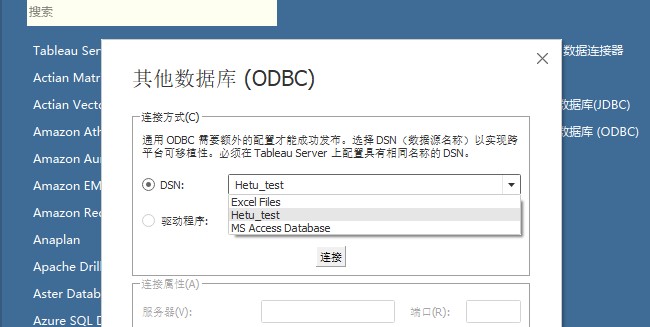 搜索
Tableau Ser
数据连接器
Actian Matr
Actian Vecto
数据库(JDBC)
Amazon Ath
数据库 (ODBC)
Amazon Aur
Amazon EM
Amazon Red
Anaplan
Apache Drill
Aster Datab
Azure SQL D
其他数据库 (ODBC)
连接方式(C)
通用 ODBC 需要额外的配置才能成功发布。选择 DSN（数据源名称）以实现跨
平台可移植性。必须在 Tableau Server 上配置具有相同名称的 DSN。
DSN:
Hetu_test
Excel Files
Hetu_test
MS Access Database
驱动程序:
连接
连接属性(A)
服务器(V):
端口(R):